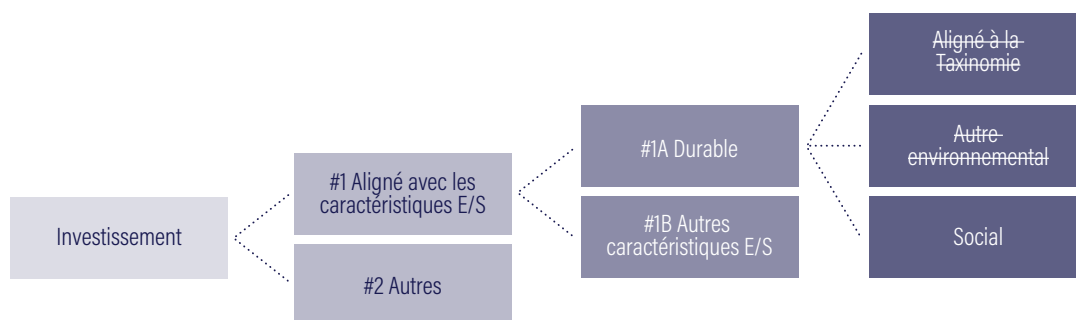 Aligné à la
Taxinomie
Autre
environnemental
#1A Durable
#1 Aligné avec les
caractéristiques E/S
#1B Autres
caractéristiques E/S
Social
Investissement
#2 Autres